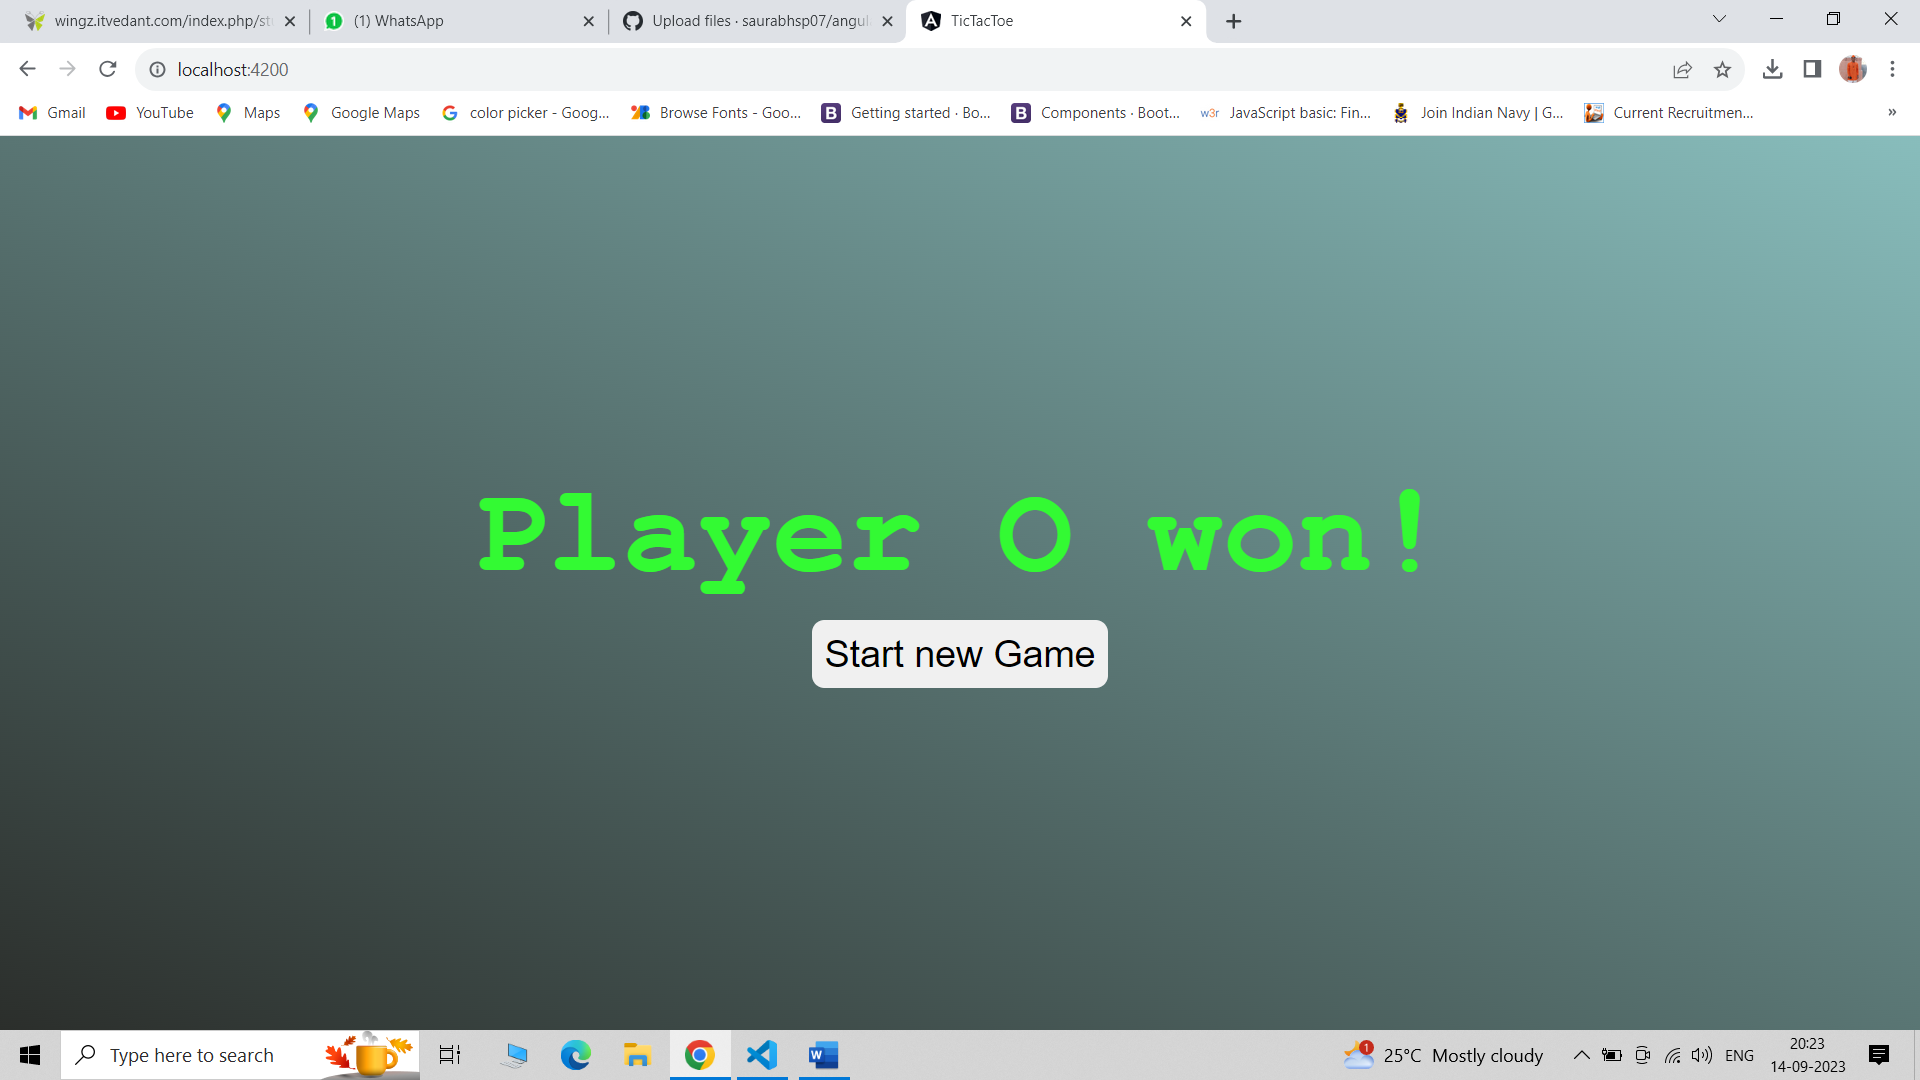 wingz.itvedant.com/index.php/st
1 (1) WhatsApp
Upload files · saurabhsp07/angul
A TicTacToe
localhost:4200
Gmail
YouTube
Maps
Google Maps
G color picker - Goog...
Browse Fonts - Goo...
B Getting started · Bo...
B Components · Boot...
w3r JavaScript basic: Fin...
Join Indian Navy | G...
Current Recruitmen...
»
Player O won!
Start new Game
Type here to search
W
1 25°C Mostly cloudy
ENG
20:23
14-09-2023